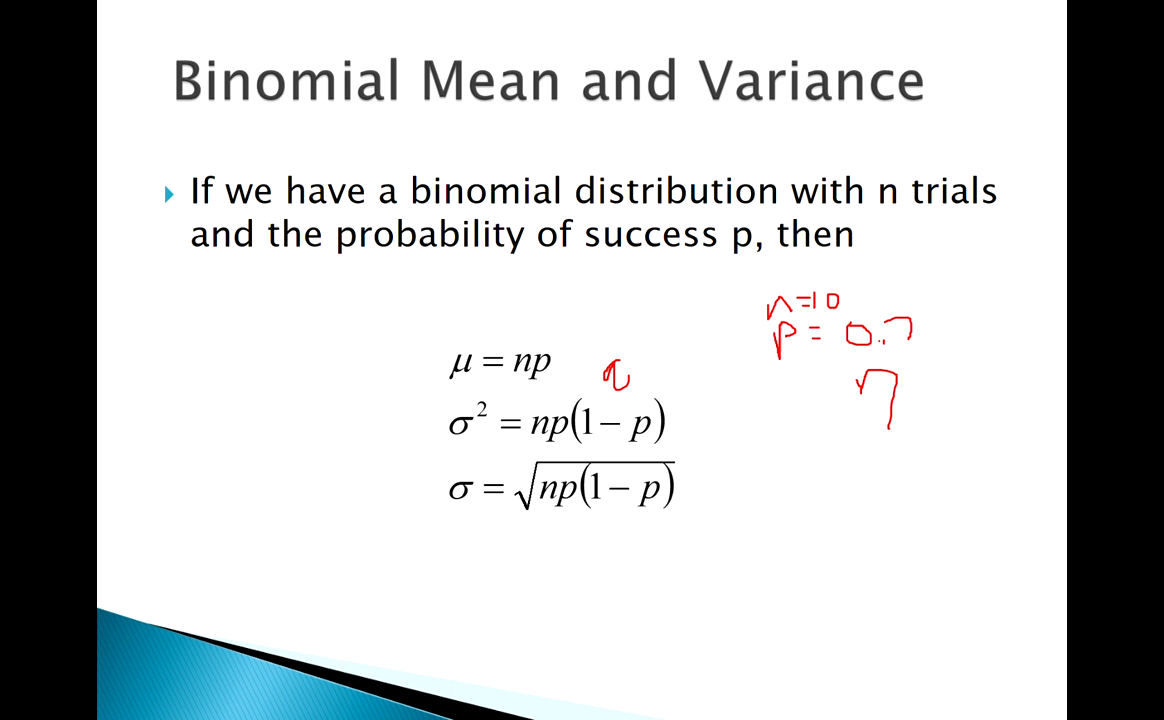 Binomial Mean and Variance
If we have a binomial distribution with n trials
and the probability of success p, then
n=10
p= 0.7
μ = np
q
7
σ² = np(1 − p)
σ = √np(1 − p)